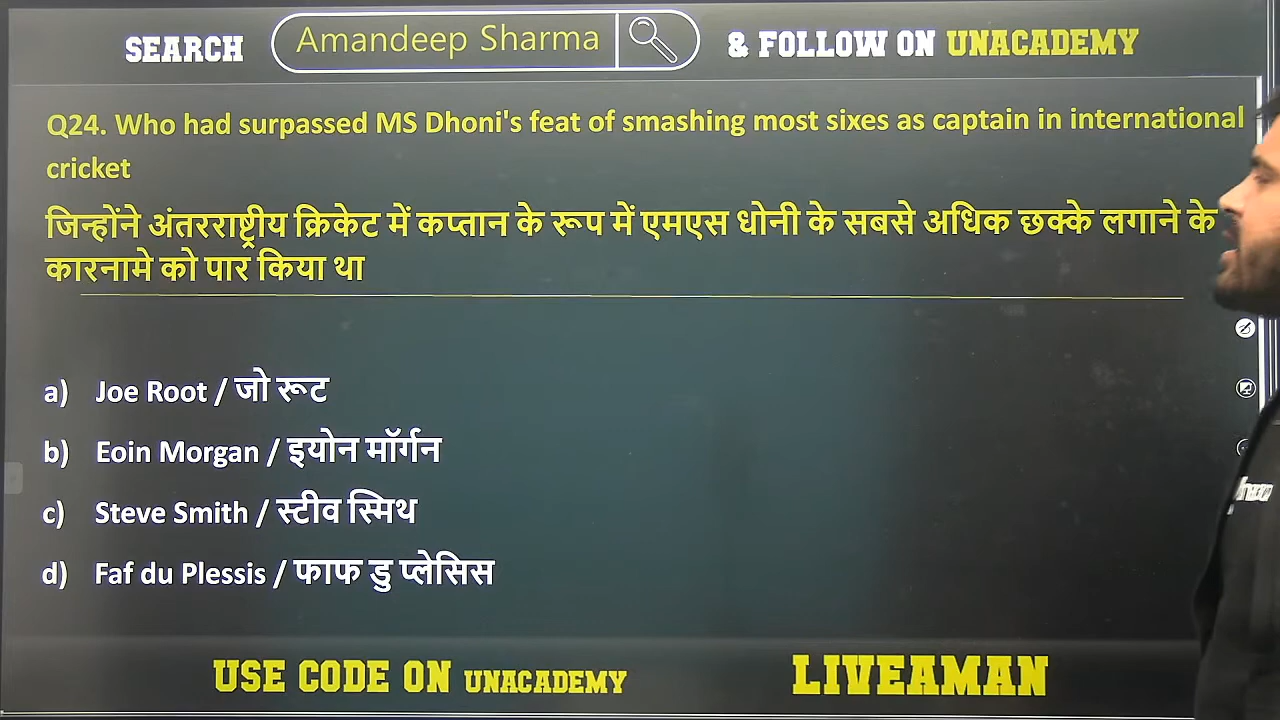 SEARCH Amandeep Sharma & FOLLOW ON UNACADEMY
Q24. Who had surpassed MS Dhoni's feat of smashing most sixes as captain in international
cricket
जिन्होंने अंतरराष्ट्रीय क्रिकेट में कप्तान के रूप में एमएस धोनी के सबसे अधिक छक्के लगाने के
कारनामे को पार किया था
a) Joe Root / जो रूट
b) Eoin Morgan / इयोन मॉर्गन
c) Steve Smith / स्टीव स्मिथ
d) Faf du Plessis / फाफ डु प्लेसिस
USE CODE ON UNACADEMY LIVEAMAN